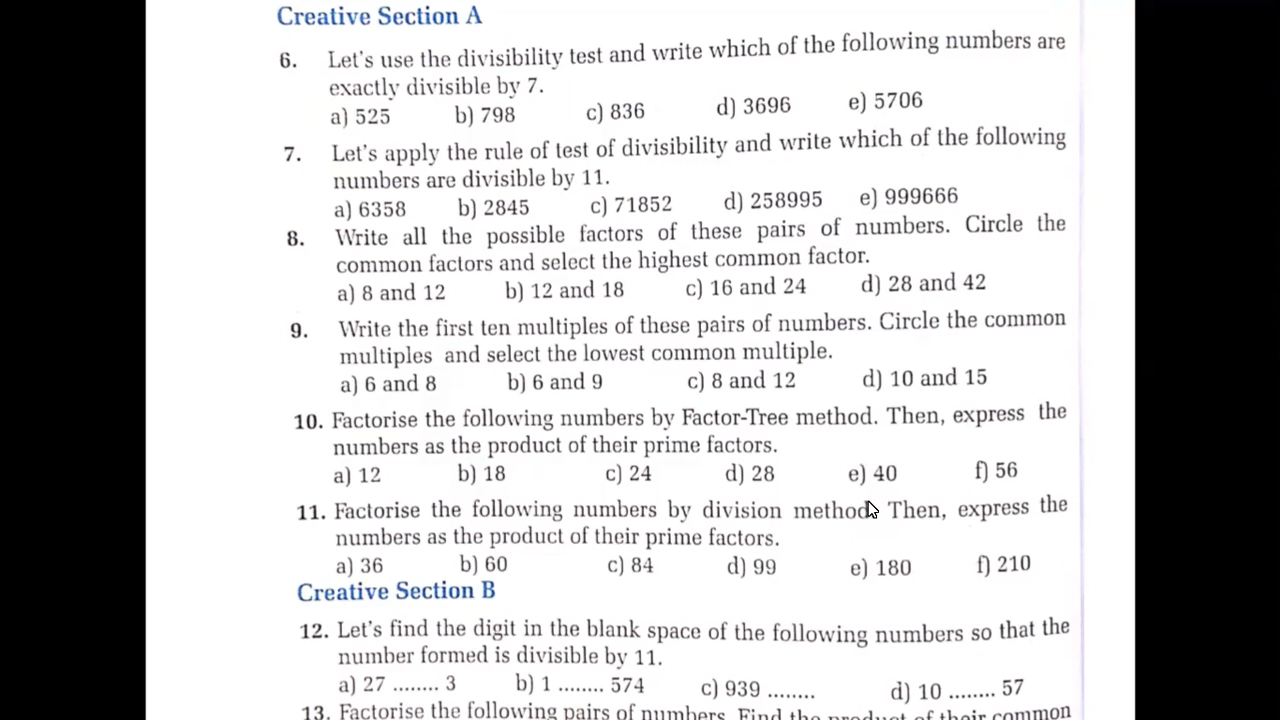 Creative Section A
6. Let's use the divisibility test and write which of the following numbers are
exactly divisible by 7.
a) 525 b) 798 c) 836 d) 3696 e) 5706
7. Let's apply the rule of test of divisibility and write which of the following
numbers are divisible by 11.
a) 6358 b) 2845 c) 71852 d) 258995 e) 999666
8. Write all the possible factors of these pairs of numbers. Circle the
common factors and select the highest common factor.
a) 8 and 12 b) 12 and 18 c) 16 and 24 d) 28 and 42
9. Write the first ten multiples of these pairs of numbers. Circle the common
multiples and select the lowest common multiple.
a) 6 and 8 b) 6 and 9 c) 8 and 12 d) 10 and 15
10. Factorise the following numbers by Factor-Tree method. Then, express the
numbers as the product of their prime factors.
a) 12 b) 18 c) 24 d) 28 e) 40 f) 56
11. Factorise the following numbers by division method. Then, express the
numbers as the product of their prime factors.
a) 36 b) 60 c) 84 d) 99 e) 180 f) 210
Creative Section B
12. Let's find the digit in the blank space of the following numbers so that the
number formed is divisible by 11.
a) 27 ........ 3 b) 1 ........ 574 c) 939 ........ d) 10 ........ 57
13. Factorise the following pairs of numbers. Find the product of their common